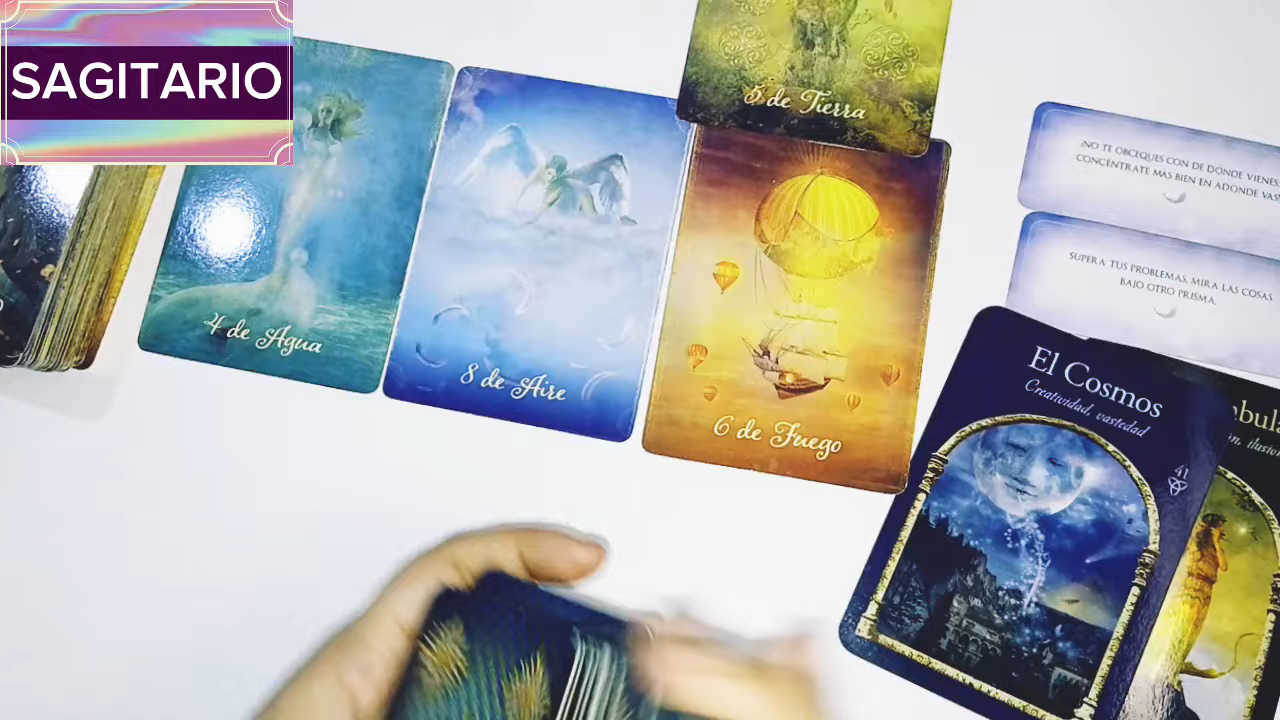 SAGITARIO
5 de Tierra
¡NO TE OBCEQUES CON DE DÓNDE VIENES,
CONCÉNTRATE MÁS BIEN EN ADÓNDE VAS
SUPERA TUS PROBLEMAS, MIRA LAS COSAS
BAJO OTRO PRISMA.
4 de Agua
8 de Aire
6 de Fuego
El Cosmos
Creatividad, vastedad
41